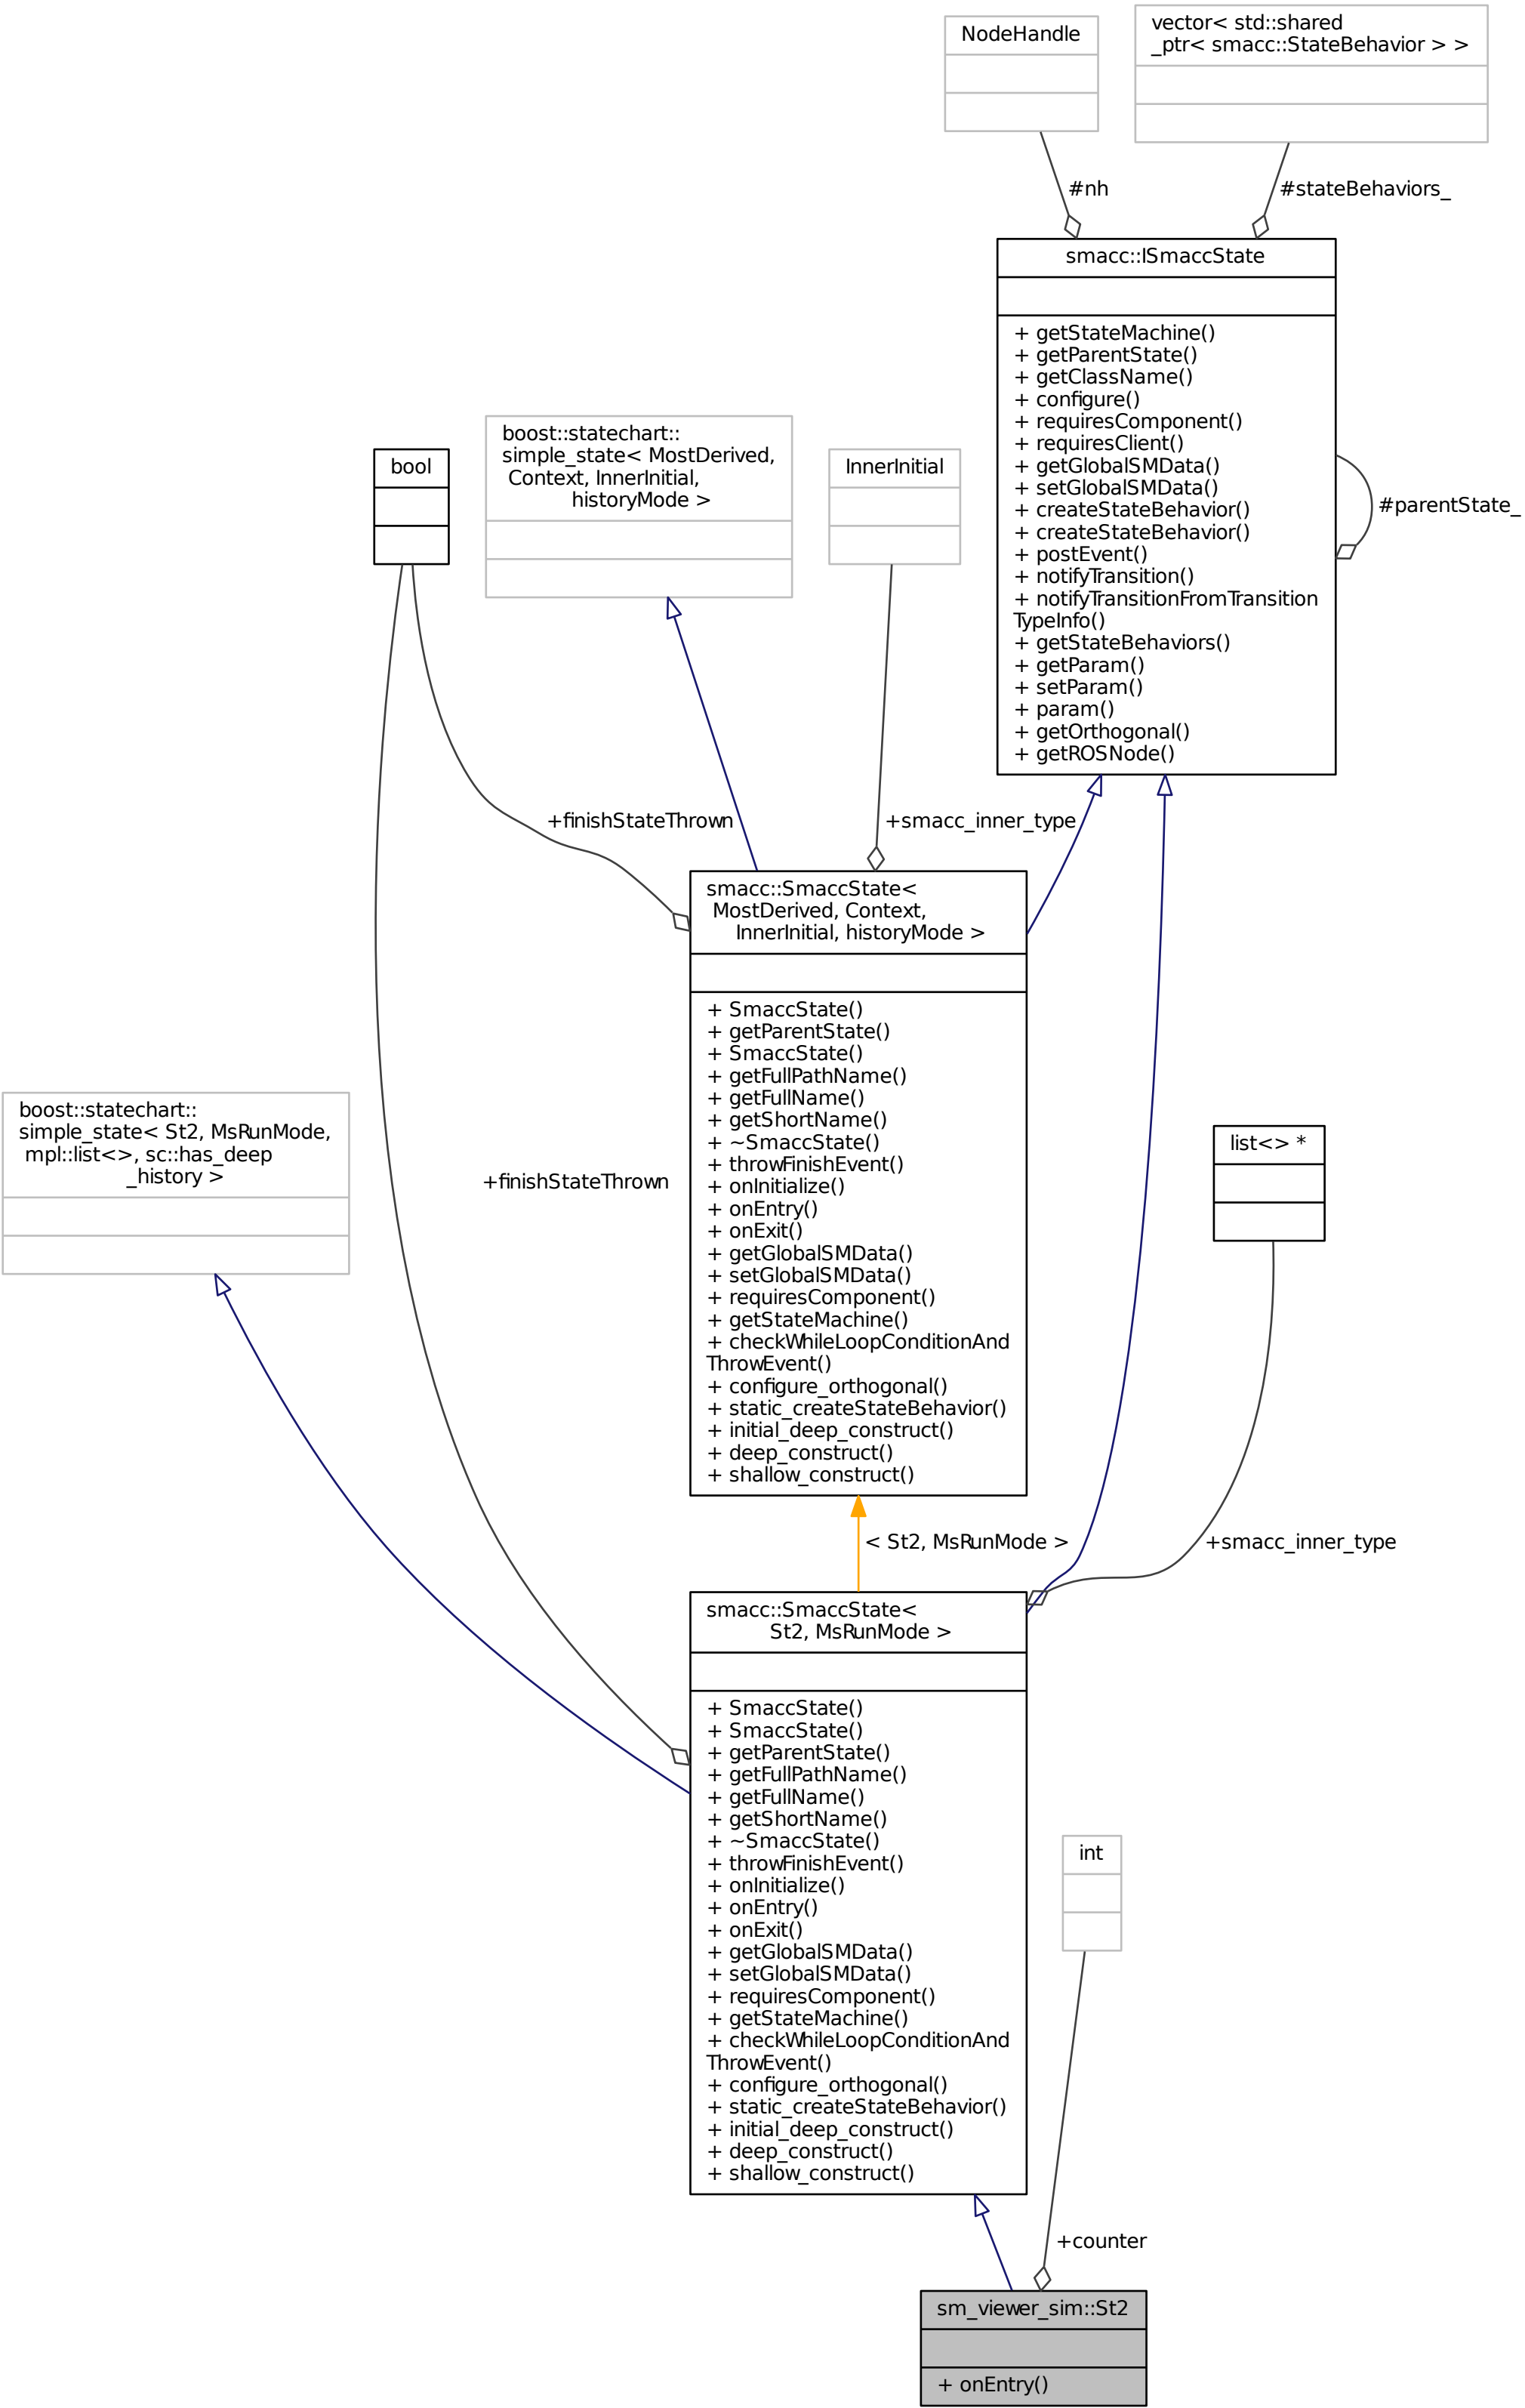 NodeHandle
vector< std::shared
_ptr< smacc::StateBehavior > >
#nh
#stateBehaviors_
smacc::ISmaccState
+ getStateMachine()
+ getParentState()
+ getClassName()
+ configure()
+ requiresComponent()
+ requiresClient()
+ getGlobalSMData()
+ setGlobalSMData()
+ createStateBehavior()
+ createStateBehavior()
+ postEvent()
+ notifyTransition()
+ notifyTransitionFromTransition
TypeInfo()
+ getStateBehaviors()
+ getParam()
+ setParam()
+ param()
+ getOrthogonal()
+ getROSNode()
#parentState_
bool
boost::statechart::
simple_state< MostDerived,
Context, InnerInitial,
historyMode >
InnerInitial
+finishStateThrown
+smacc_inner_type
smacc::SmaccState<
MostDerived, Context,
InnerInitial, historyMode >
+ SmaccState()
+ getParentState()
+ SmaccState()
+ getFullPathName()
+ getFullName()
+ getShortName()
+ ~SmaccState()
+ throwFinishEvent()
+ onInitialize()
+ onEntry()
+ onExit()
+ getGlobalSMData()
+ setGlobalSMData()
+ requiresComponent()
+ getStateMachine()
+ checkWhileLoopConditionAnd
ThrowEvent()
+ configure_orthogonal()
+ static_createStateBehavior()
+ initial_deep_construct()
+ deep_construct()
+ shallow_construct()
boost::statechart::
simple_state< St2, MsRunMode,
mpl::list<>, sc::has_deep
_history >
+finishStateThrown
list<> *
< St2, MsRunMode >
+smacc_inner_type
smacc::SmaccState<
St2, MsRunMode >
+ SmaccState()
+ SmaccState()
+ getParentState()
+ getFullPathName()
+ getFullName()
+ getShortName()
+ ~SmaccState()
+ throwFinishEvent()
+ onInitialize()
+ onEntry()
+ onExit()
+ getGlobalSMData()
+ setGlobalSMData()
+ requiresComponent()
+ getStateMachine()
+ checkWhileLoopConditionAnd
ThrowEvent()
+ configure_orthogonal()
+ static_createStateBehavior()
+ initial_deep_construct()
+ deep_construct()
+ shallow_construct()
int
+counter
sm_viewer_sim::St2
+ onEntry()